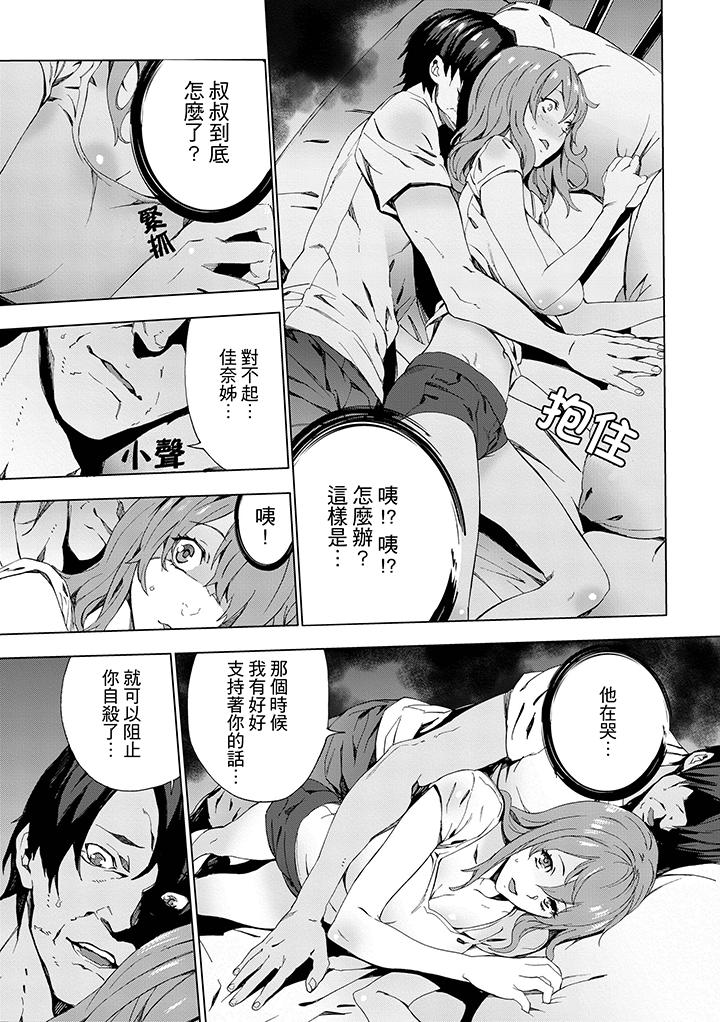 抱住
咦!?咦!?
怎麼辦?
這樣是…
叔叔到底
怎麼了?
緊抓
對不起…
佳奈姊…
小聲
咦!
他在哭…
那個時候
我有好好
支持著你的話…
就可以阻止
你自殺了…